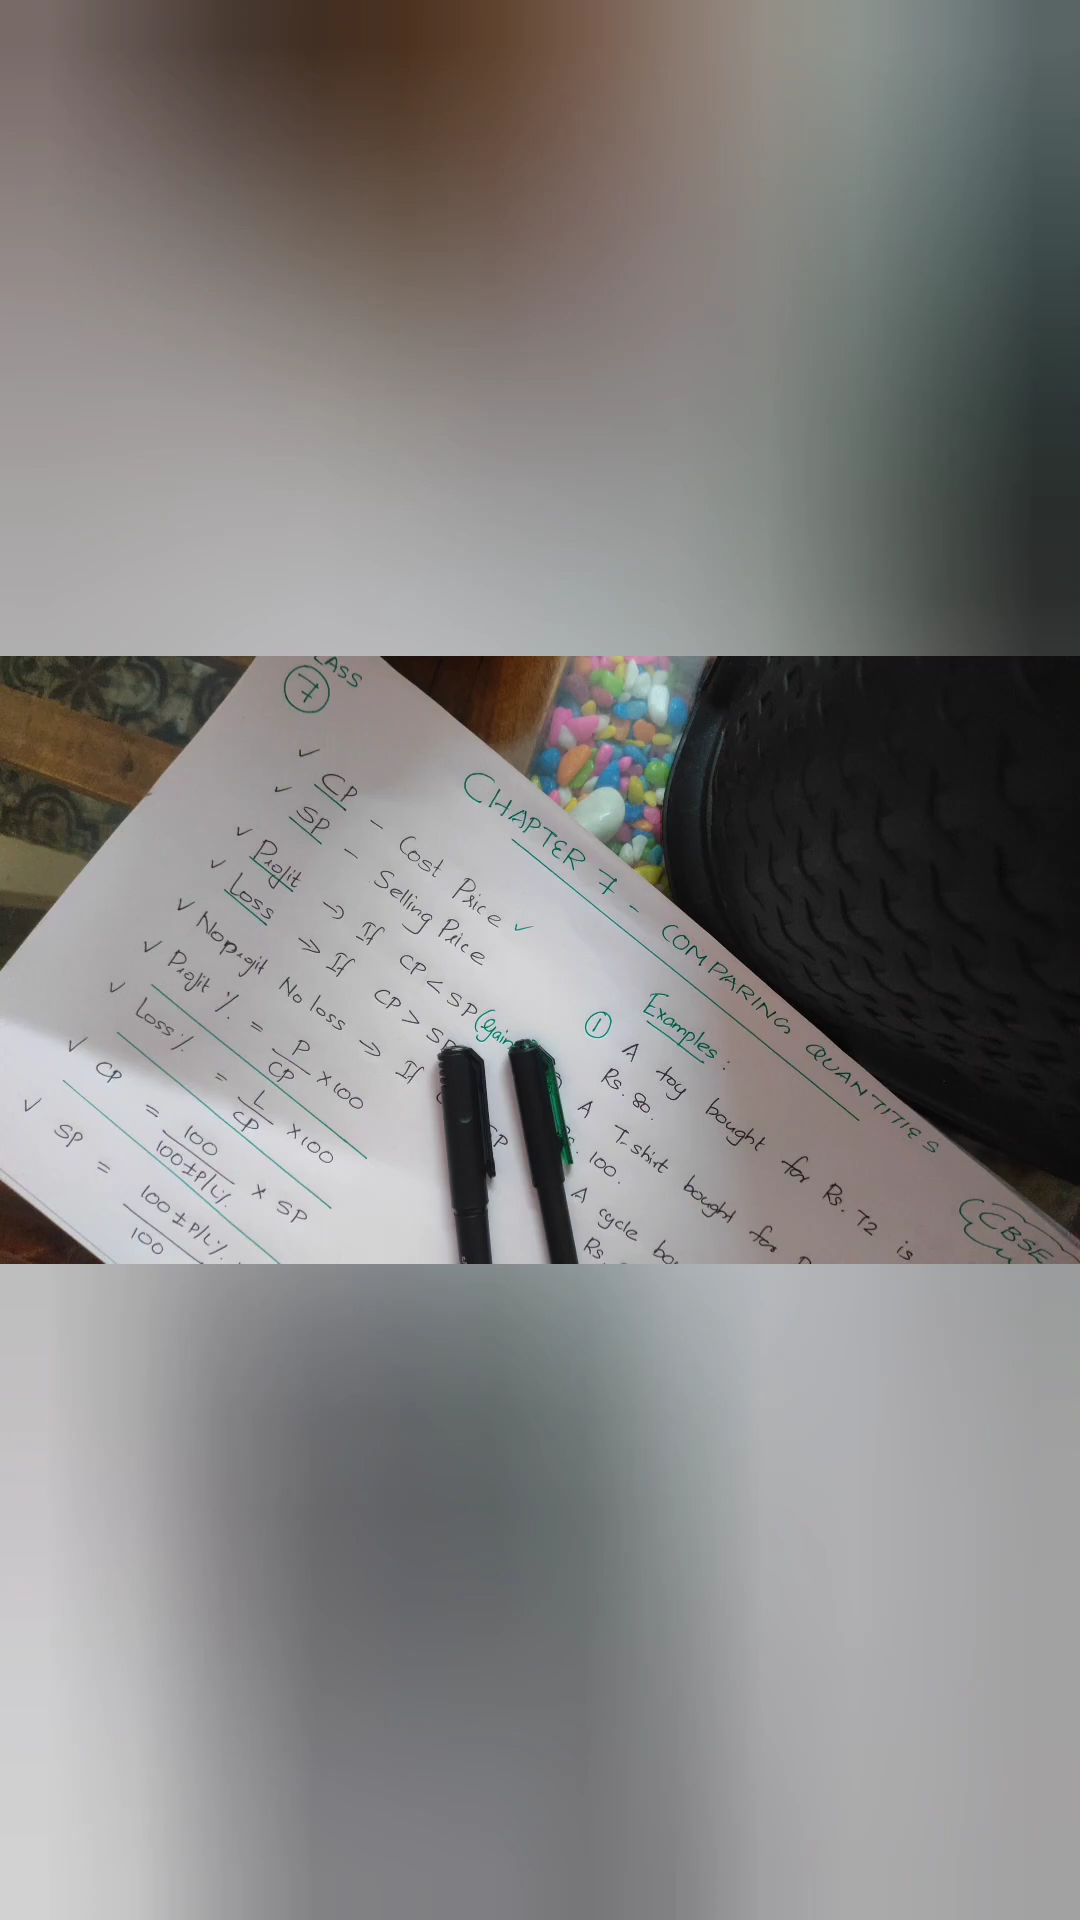 CLASS
7
CHAPTER 7 - COMPARING QUANTITIES
✓ CP - Cost Price ✓
✓ SP - Selling Price
✓ Profit → If CP < SP (gain
✓ Loss → If CP > SP
✓ No profit No loss → If
✓ Profit % = P/CP × 100
✓ Loss % = L/CP × 100
✓ CP = 100/100±P/L% × SP
✓ SP = 100±P/L%/100
Examples:
① A toy bought for Rs. 72 is
Rs. 80.
A T-shirt bought for
100.
A cycle
Rs.
CBSE